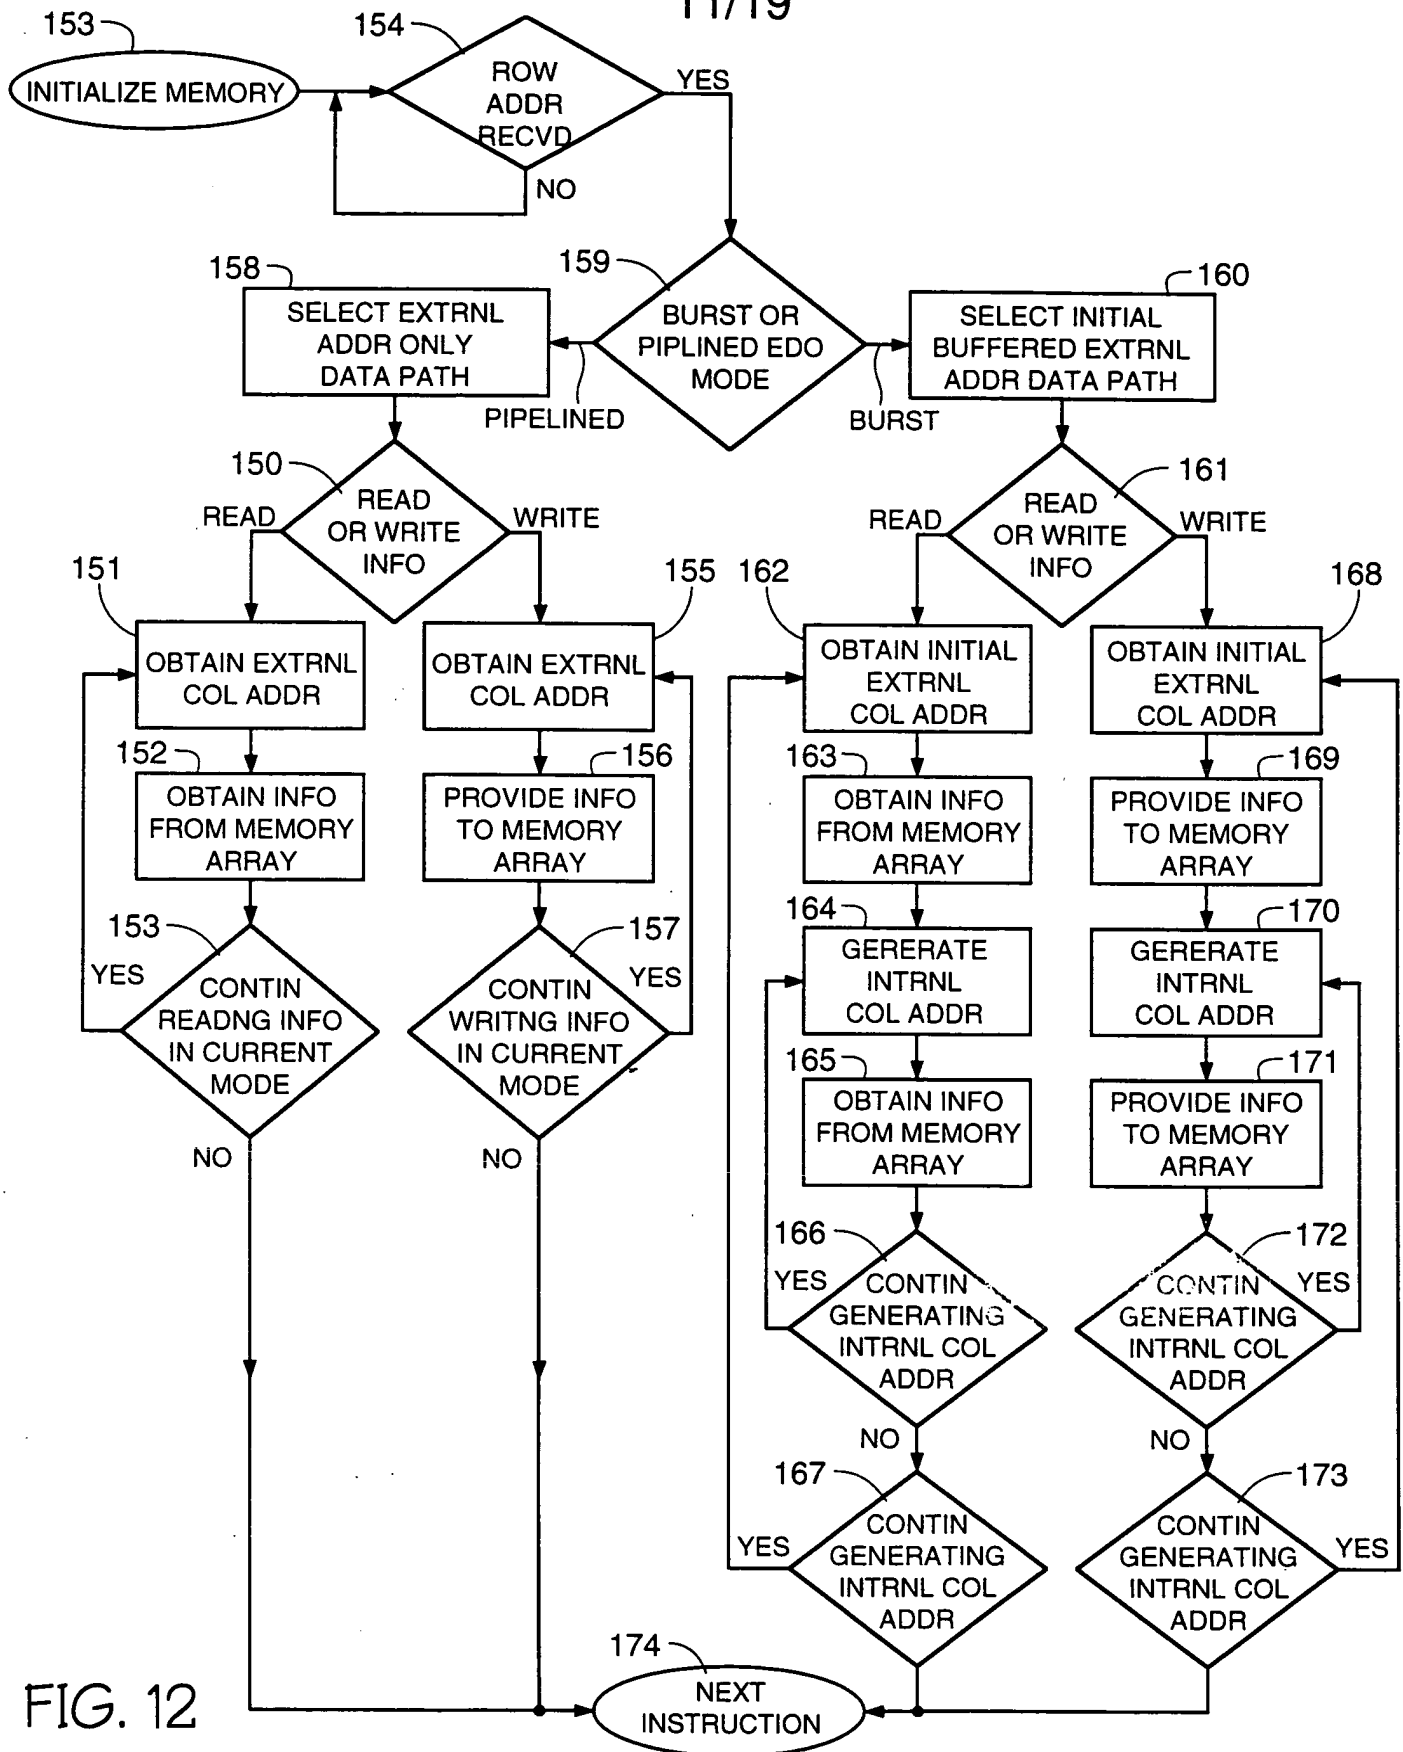 11/19
153
154
INITIALIZE MEMORY
ROW
ADDR
RECVD
YES
NO
158
159
160
SELECT EXTRNL
ADDR ONLY
DATA PATH
BURST OR
PIPLINED EDO
MODE
SELECT INITIAL
BUFFERED EXTRNL
ADDR DATA PATH
PIPELINED
BURST
150
READ
OR WRITE
INFO
READ
WRITE
161
READ
OR WRITE
INFO
READ
WRITE
151
155
162
168
OBTAIN EXTRNL
COL ADDR
OBTAIN EXTRNL
COL ADDR
OBTAIN INITIAL
EXTRNL
COL ADDR
OBTAIN INITIAL
EXTRNL
COL ADDR
152
156
163
169
OBTAIN INFO
FROM MEMORY
ARRAY
PROVIDE INFO
TO MEMORY
ARRAY
OBTAIN INFO
FROM MEMORY
ARRAY
PROVIDE INFO
TO MEMORY
ARRAY
153
157
164
170
YES
CONTIN
READNG INFO
IN CURRENT
MODE
NO
YES
CONTIN
WRITNG INFO
IN CURRENT
MODE
NO
GERERATE
INTRNL
COL ADDR
GERERATE
INTRNL
COL ADDR
165
171
OBTAIN INFO
FROM MEMORY
ARRAY
PROVIDE INFO
TO MEMORY
ARRAY
166
172
YES
CONTIN
GENERATING
INTRNL COL
ADDR
NO
YES
CONTIN
GENERATING
INTRNL COL
ADDR
NO
167
173
YES
CONTIN
GENERATING
INTRNL COL
ADDR
YES
CONTIN
GENERATING
INTRNL COL
ADDR
174
NEXT
INSTRUCTION
FIG. 12